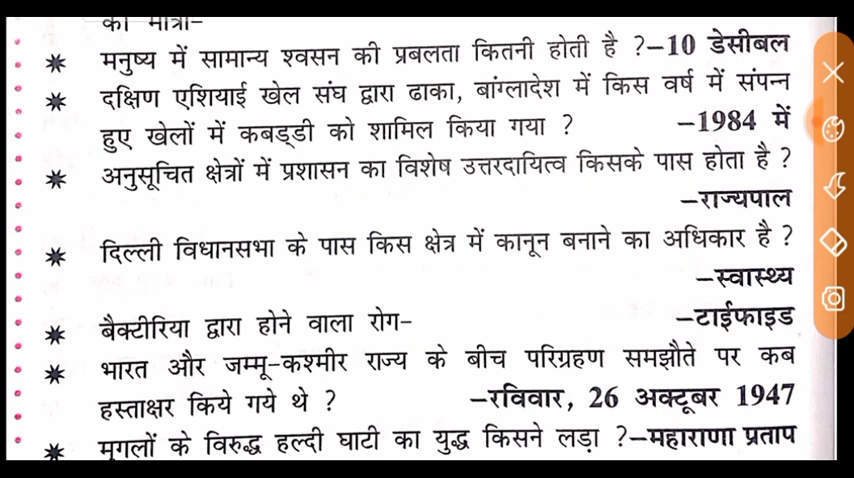 की मात्रा–
मनुष्य में सामान्य श्वसन की प्रबलता कितनी होती है ?–10 डेसीबल
दक्षिण एशियाई खेल संघ द्वारा ढाका, बांग्लादेश में किस वर्ष में संपन्न
हुए खेलों में कबड्डी को शामिल किया गया ? –1984 में
अनुसूचित क्षेत्रों में प्रशासन का विशेष उत्तरदायित्व किसके पास होता है ?
–राज्यपाल
दिल्ली विधानसभा के पास किस क्षेत्र में कानून बनाने का अधिकार है ?
–स्वास्थ्य
बैक्टीरिया द्वारा होने वाला रोग– –टाईफाइड
भारत और जम्मू-कश्मीर राज्य के बीच परिग्रहण समझौते पर कब
हस्ताक्षर किये गये थे ? –रविवार, 26 अक्टूबर 1947
मुगलों के विरुद्ध हल्दी घाटी का युद्ध किसने लड़ा ?–महाराणा प्रताप